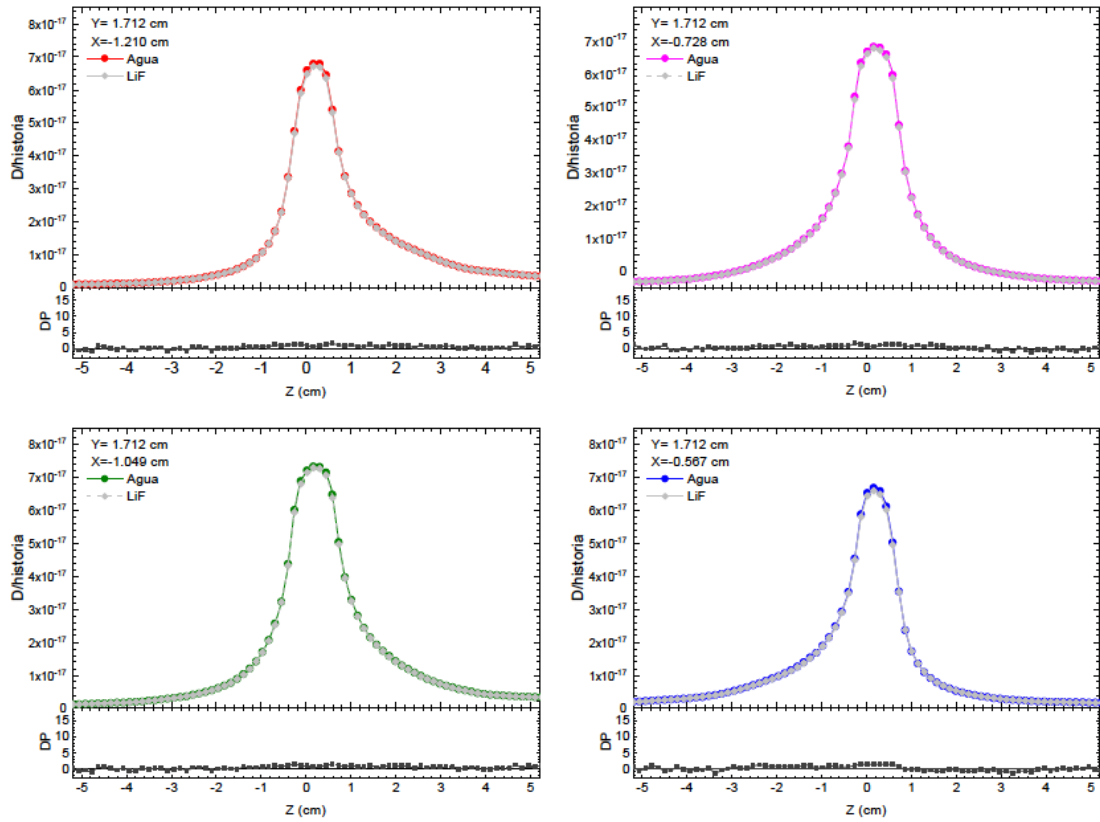 Y= 1.712 cm
X=-1.210 cm
Agua
LiF
8x10-17
7x10-17
6x10-17
5x10-17
4x10-17
3x10-17
2x10-17
1x10-17
0
D/historia
15
10
5
0
DP
-5 -4 -3 -2 -1 0 1 2 3 4 5
Z (cm)
Y= 1.712 cm
X=-0.728 cm
Agua
LiF
7x10-17
6x10-17
5x10-17
4x10-17
3x10-17
2x10-17
1x10-17
0
D/historia
15
10
5
0
DP
-5 -4 -3 -2 -1 0 1 2 3 4 5
Z (cm)
Y= 1.712 cm
X=-1.049 cm
Agua
LiF
8x10-17
7x10-17
6x10-17
5x10-17
4x10-17
3x10-17
2x10-17
1x10-17
0
D/historia
15
10
5
0
DP
-5 -4 -3 -2 -1 0 1 2 3 4 5
Z (cm)
Y= 1.712 cm
X=-0.567 cm
Agua
LiF
8x10-17
7x10-17
6x10-17
5x10-17
4x10-17
3x10-17
2x10-17
1x10-17
0
D/historia
15
10
5
0
DP
-5 -4 -3 -2 -1 0 1 2 3 4 5
Z (cm)